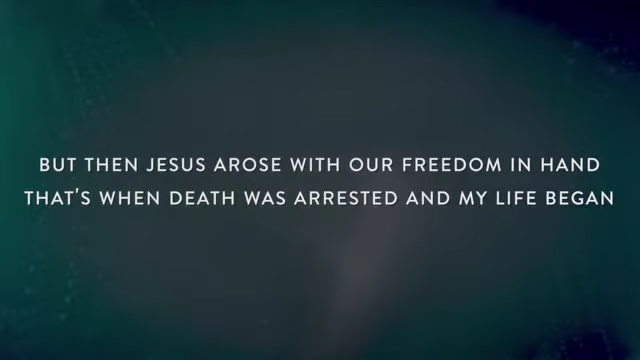 BUT THEN JESUS AROSE WITH OUR FREEDOM IN HAND
THAT'S WHEN DEATH WAS ARRESTED AND MY LIFE BEGAN